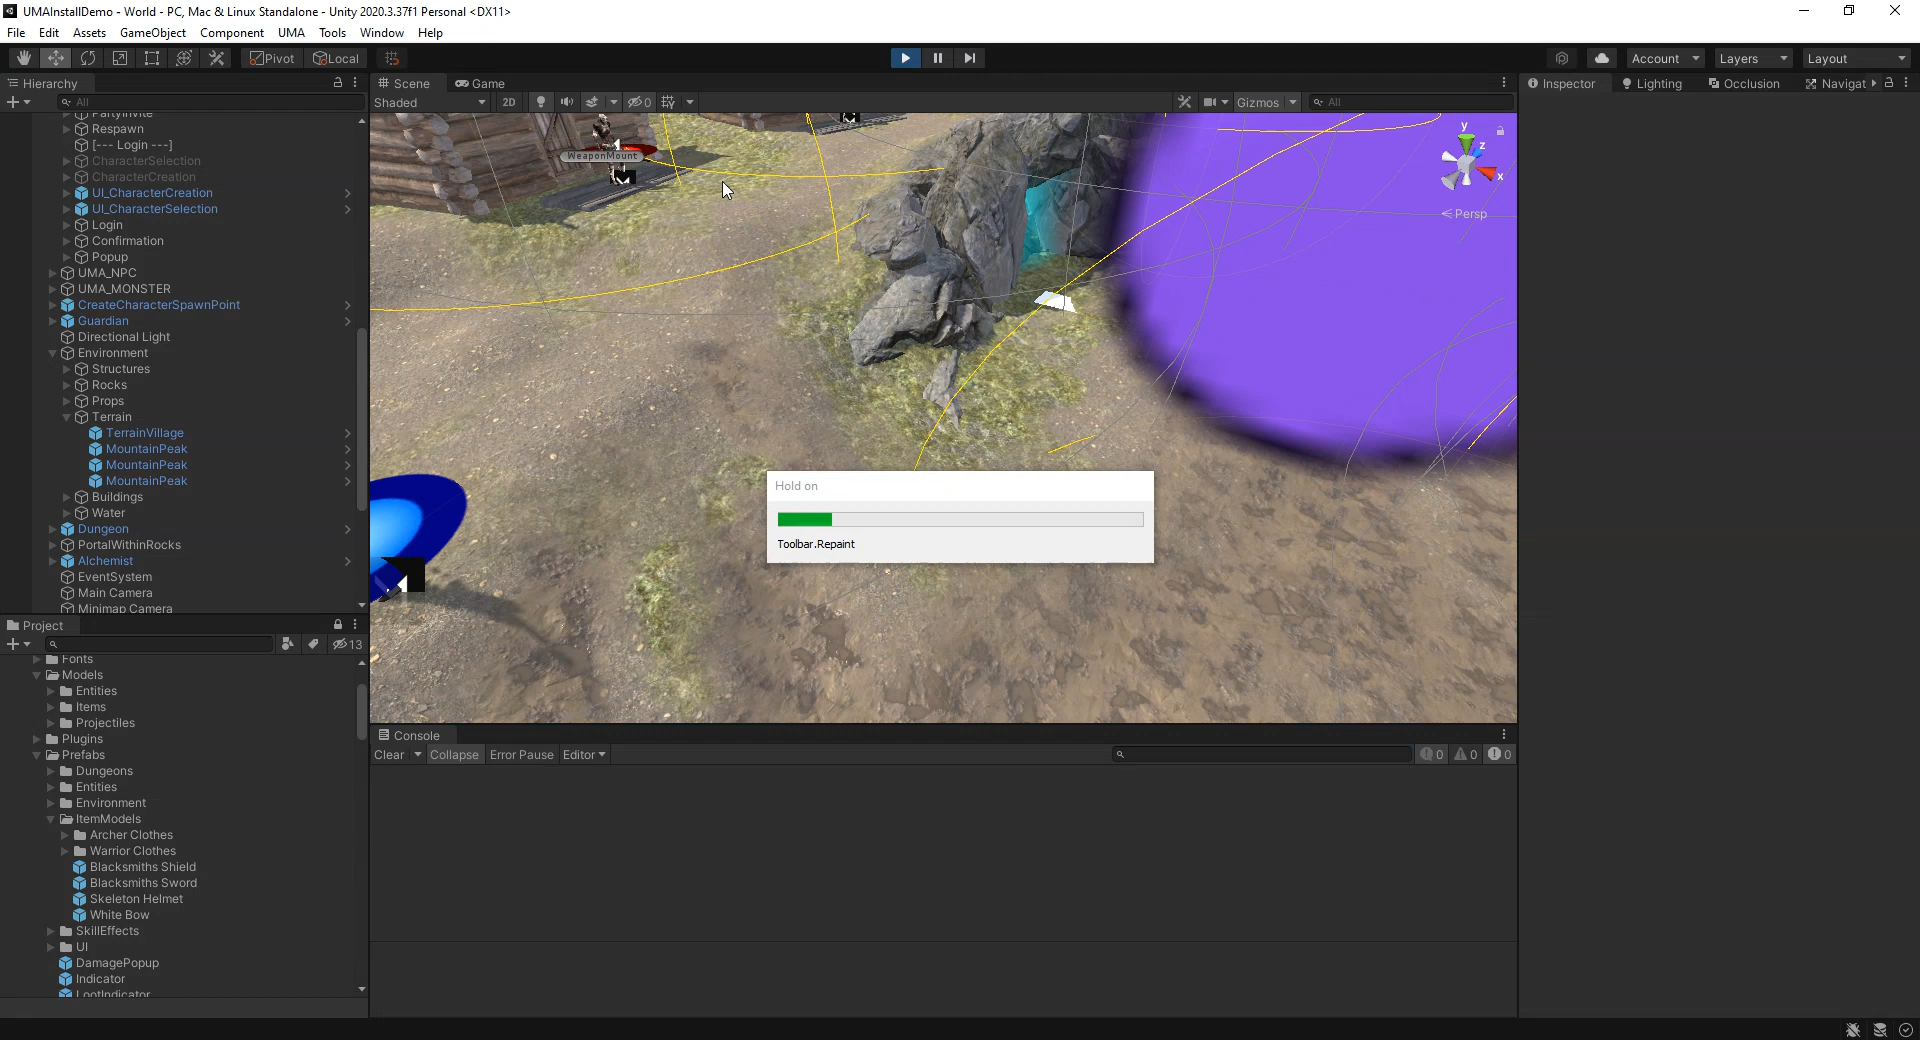 UMAInstallDemo - World - PC, Mac & Linux Standalone - Unity 2020.3.37f1 Personal <DX11>
File Edit Assets GameObject Component UMA Tools Window Help
Pivot Local Account Layers Layout
Hierarchy
All
PartyInvite
Respawn
[--- Login ---]
CharacterSelection
CharacterCreation
UI_CharacterCreation
UI_CharacterSelection
Login
Confirmation
Popup
UMA_NPC
UMA_MONSTER
CreateCharacterSpawnPoint
Guardian
Directional Light
Environment
Structures
Rocks
Props
Terrain
TerrainVillage
MountainPeak
MountainPeak
MountainPeak
Buildings
Water
Dungeon
PortalWithinRocks
Alchemist
EventSystem
Main Camera
Minimap Camera
Project
13
Fonts
Models
Entities
Items
Projectiles
Plugins
Prefabs
Dungeons
Entities
Environment
ItemModels
Archer Clothes
Warrior Clothes
Blacksmiths Shield
Blacksmiths Sword
Skeleton Helmet
White Bow
SkillEffects
UI
DamagePopup
Indicator
LootIndicator
Scene Game
Shaded 2D 0 Gizmos All
WeaponMount
y
z
x
Persp
Hold on
Toolbar.Repaint
Console
Clear Collapse Error Pause Editor 0 0 0
Inspector Lighting Occlusion Navigat